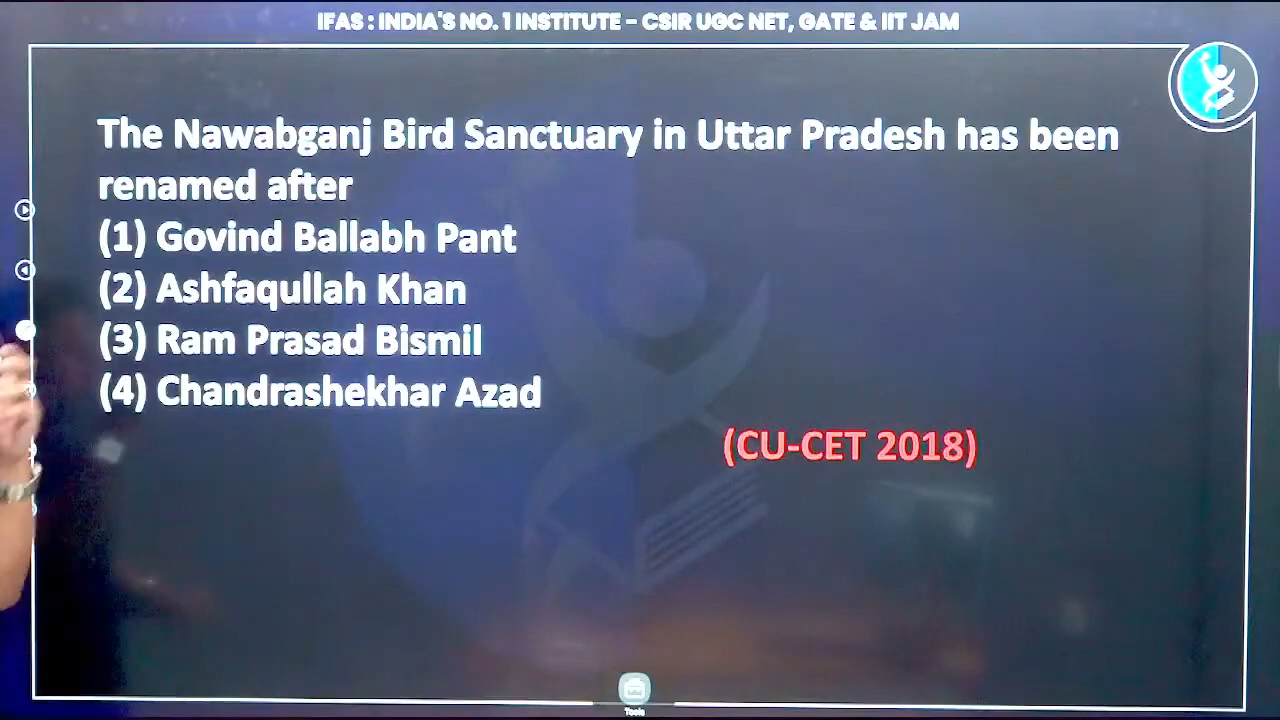 IFAS : INDIA'S NO. 1 INSTITUTE - CSIR UGC NET, GATE & IIT JAM
The Nawabganj Bird Sanctuary in Uttar Pradesh has been
renamed after
(1) Govind Ballabh Pant
(2) Ashfaqullah Khan
(3) Ram Prasad Bismil
(4) Chandrashekhar Azad
(CU-CET 2018)
Tools